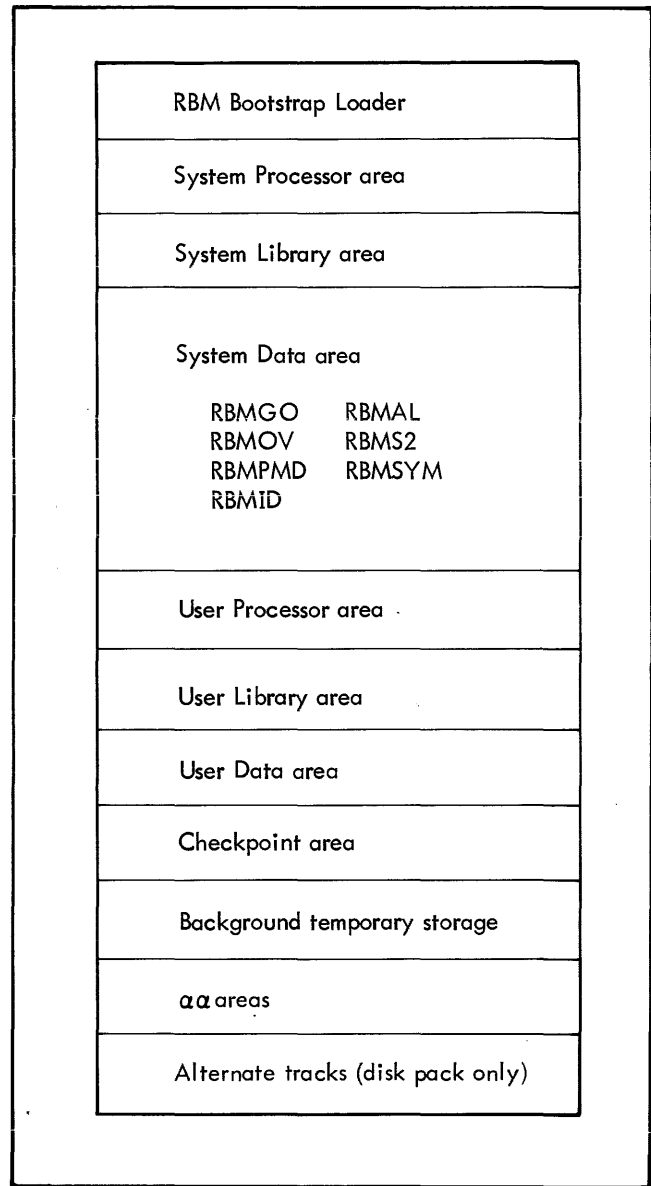 RBM Bootstrap Loader
System Processor area
System Library area
System Data area
RBMGO RBMAL
RBMOV RBMS2
RBMPMD RBMSYM
RBMID
User Processor area
User Library area
User Data area
Checkpoint area
Background temporary storage
αα areas
Alternate tracks (disk pack only)